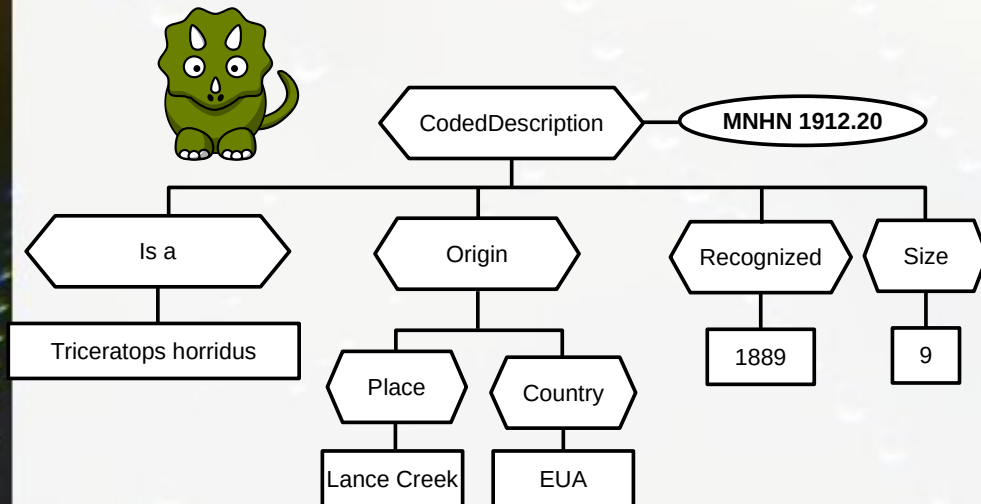 CodedDescription
MNHN 1912.20
Is a
Origin
Recognized
Size
Triceratops horridus
1889
9
Place
Country
Lance Creek
EUA